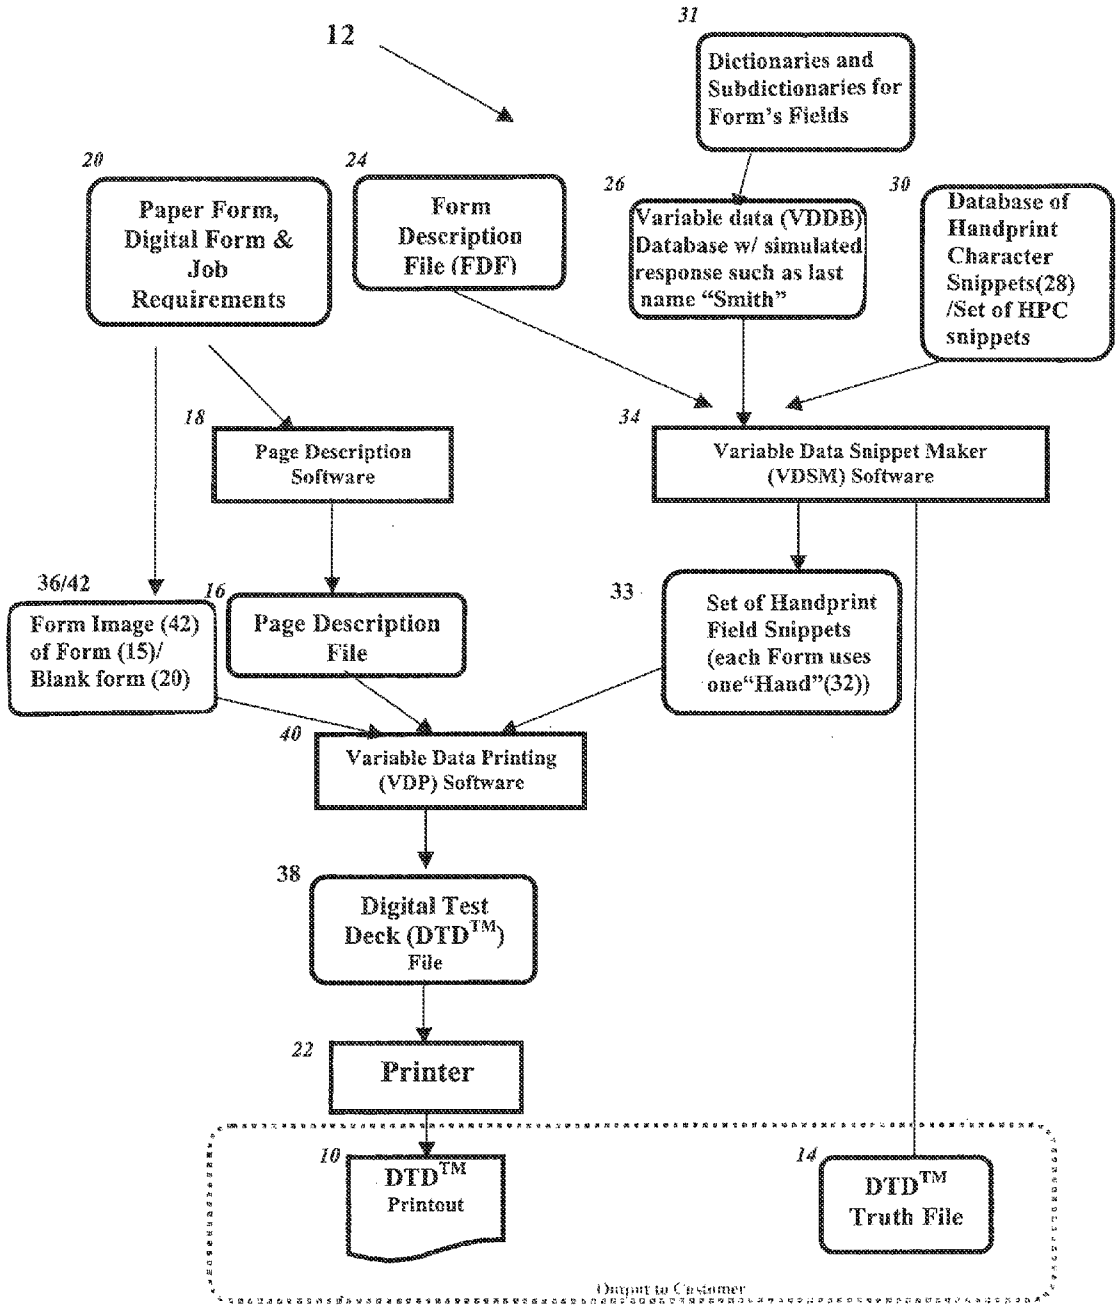 12
31
Dictionaries and
Subdictionaries for
Form's Fields
20
Paper Form,
Digital Form &
Job
Requirements
24
Form
Description
File (FDF)
26
Variable data (VDDB)
Database w/ simulated
response such as last
name “Smith”
30
Database of
Handprint
Character
Snippets(28)
/Set of HPC
snippets
18
Page Description
Software
34
Variable Data Snippet Maker
(VDSM) Software
36/42
Form Image (42)
of Form (15)/
Blank form (20)
16
Page Description
File
33
Set of Handprint
Field Snippets
(each Form uses
one“Hand”(32))
40
Variable Data Printing
(VDP) Software
38
Digital Test
Deck (DTD™)
File
22
Printer
10
DTD™
Printout
14
DTD™
Truth File
Output to Customer